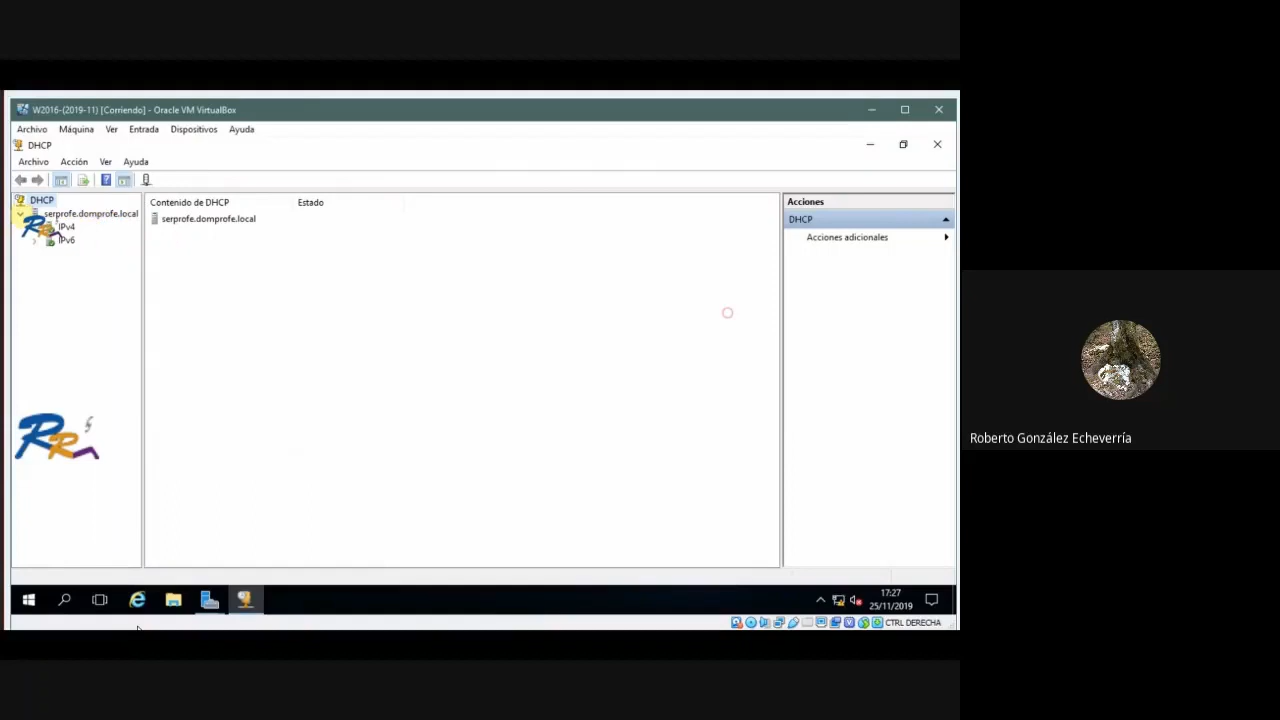 W2016-(2019-11) [Corriendo] - Oracle VM VirtualBox
Archivo Máquina Ver Entrada Dispositivos Ayuda
DHCP
Archivo Acción Ver Ayuda
DHCP
serprofe.domprofe.local
IPv4
IPv6
Contenido de DHCP Estado
serprofe.domprofe.local
Acciones
DHCP
Acciones adicionales
RR
RR
Roberto González Echeverría
17:27
25/11/2019
CTRL DERECHA